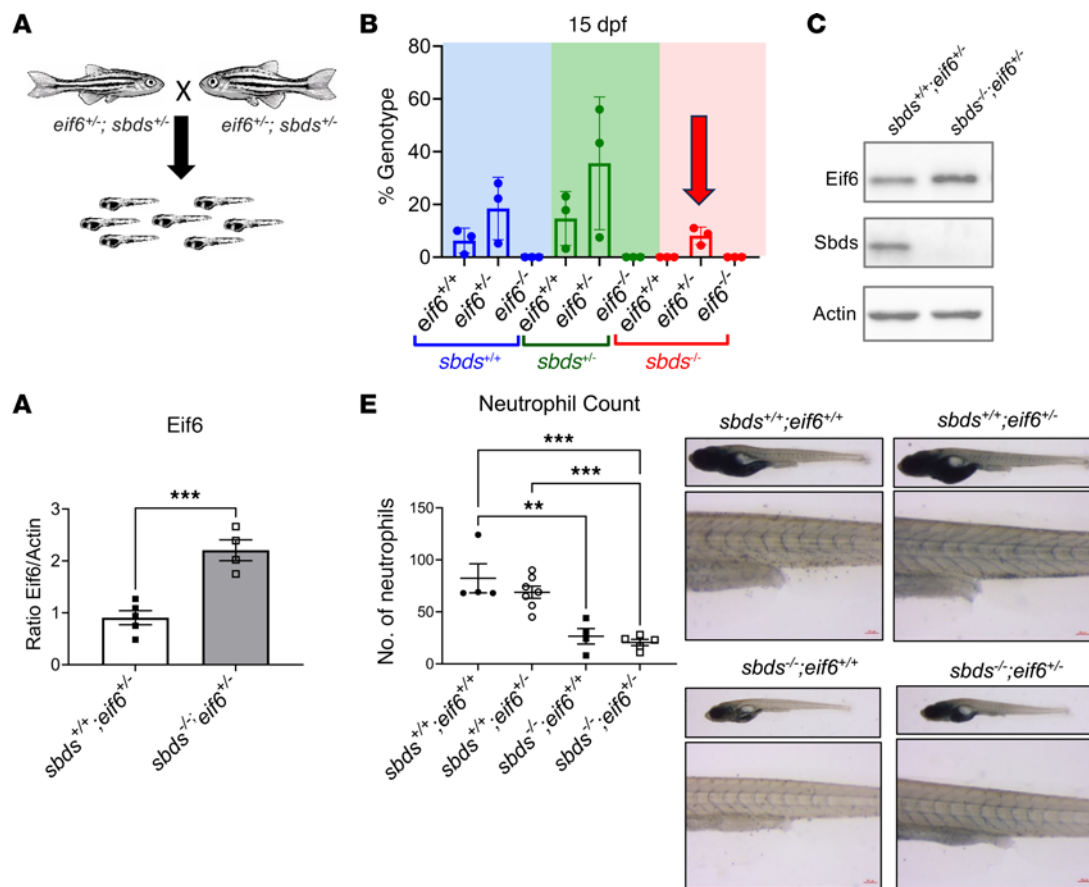 A
eif6+/-; sbds+/-
X
eif6+/-; sbds+/-
B
15 dpf
% Genotype
80
60
40
20
0
eif6+/+
eif6+/-
eif6-/-
eif6+/+
eif6+/-
eif6-/-
eif6+/+
eif6+/-
eif6-/-
sbds+/+
sbds+/-
sbds-/-
C
sbds+/+;eif6+/-
sbds-/-;eif6+/-
Eif6
Sbds
Actin
A
Eif6
***
Ratio Eif6/Actin
3
2
1
0
sbds+/+;eif6+/-
sbds-/-;eif6+/-
E
Neutrophil Count
***
***
**
No. of neutrophils
150
100
50
0
sbds+/+;eif6+/+
sbds+/+;eif6+/-
sbds-/-;eif6+/+
sbds-/-;eif6+/-
sbds+/+;eif6+/+
sbds+/+;eif6+/-
sbds-/-;eif6+/+
sbds-/-;eif6+/-